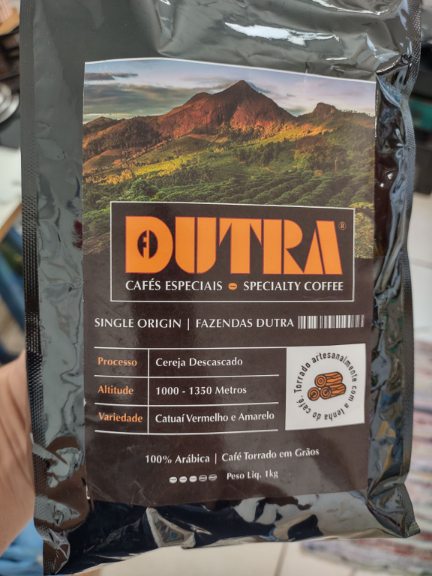 DUTRA®
CAFÉS ESPECIAIS SPECIALTY COFFEE
SINGLE ORIGIN | FAZENDAS DUTRA
Processo Cereja Descascado
Altitude 1000 - 1350 Metros
Variedade Catuaí Vermelho e Amarelo
Torrado artesanalmente com a lenha do café.
100% Arábica | Café Torrado em Grãos
Peso Liq. 1kg